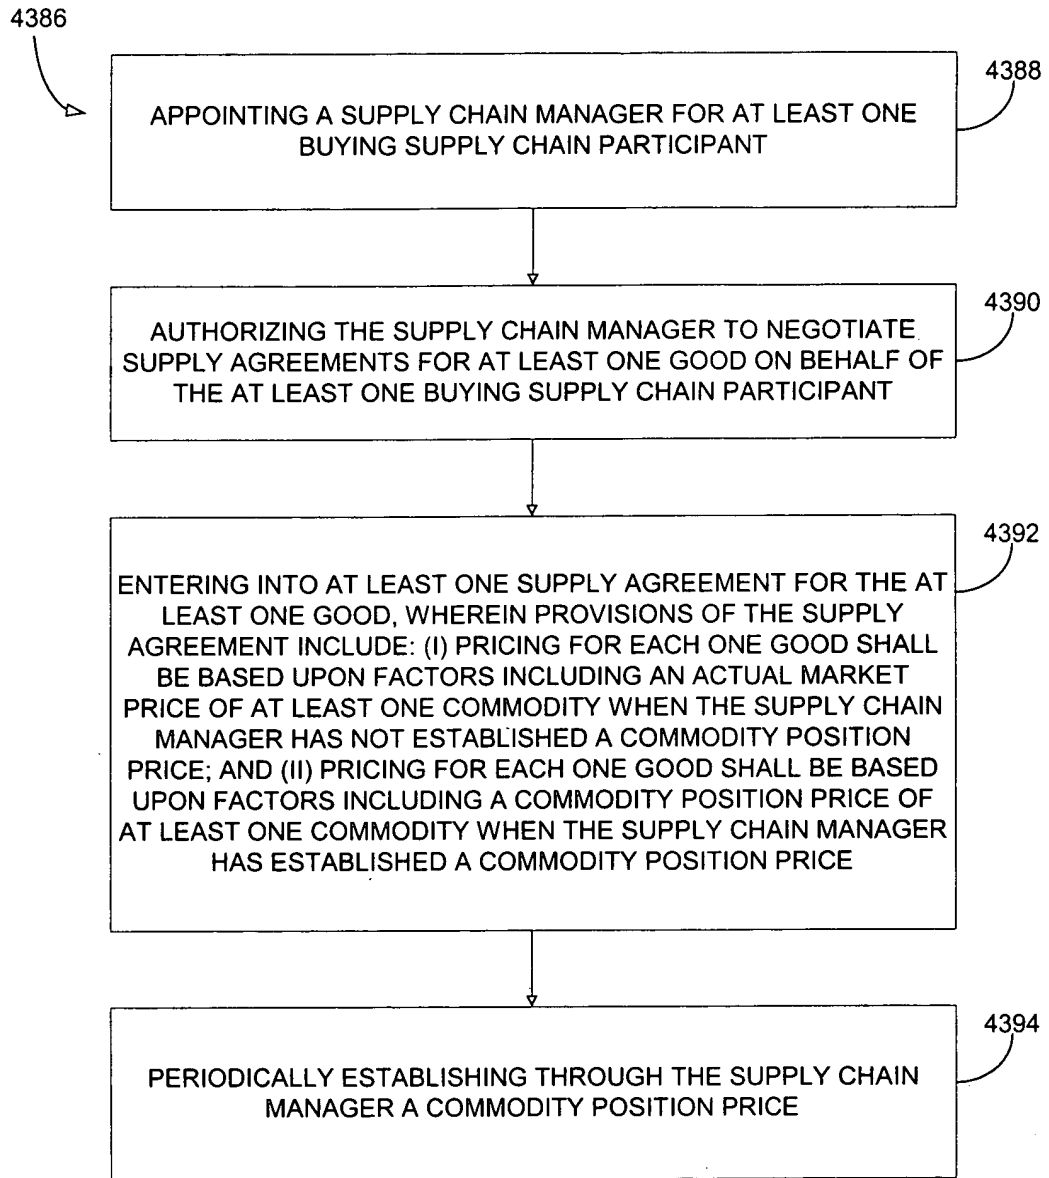 4386
4388
APPOINTING A SUPPLY CHAIN MANAGER FOR AT LEAST ONE
BUYING SUPPLY CHAIN PARTICIPANT
4390
AUTHORIZING THE SUPPLY CHAIN MANAGER TO NEGOTIATE
SUPPLY AGREEMENTS FOR AT LEAST ONE GOOD ON BEHALF OF
THE AT LEAST ONE BUYING SUPPLY CHAIN PARTICIPANT
4392
ENTERING INTO AT LEAST ONE SUPPLY AGREEMENT FOR THE AT
LEAST ONE GOOD, WHEREIN PROVISIONS OF THE SUPPLY
AGREEMENT INCLUDE: (I) PRICING FOR EACH ONE GOOD SHALL
BE BASED UPON FACTORS INCLUDING AN ACTUAL MARKET
PRICE OF AT LEAST ONE COMMODITY WHEN THE SUPPLY CHAIN
MANAGER HAS NOT ESTABLISHED A COMMODITY POSITION
PRICE; AND (II) PRICING FOR EACH ONE GOOD SHALL BE BASED
UPON FACTORS INCLUDING A COMMODITY POSITION PRICE OF
AT LEAST ONE COMMODITY WHEN THE SUPPLY CHAIN MANAGER
HAS ESTABLISHED A COMMODITY POSITION PRICE
4394
PERIODICALLY ESTABLISHING THROUGH THE SUPPLY CHAIN
MANAGER A COMMODITY POSITION PRICE